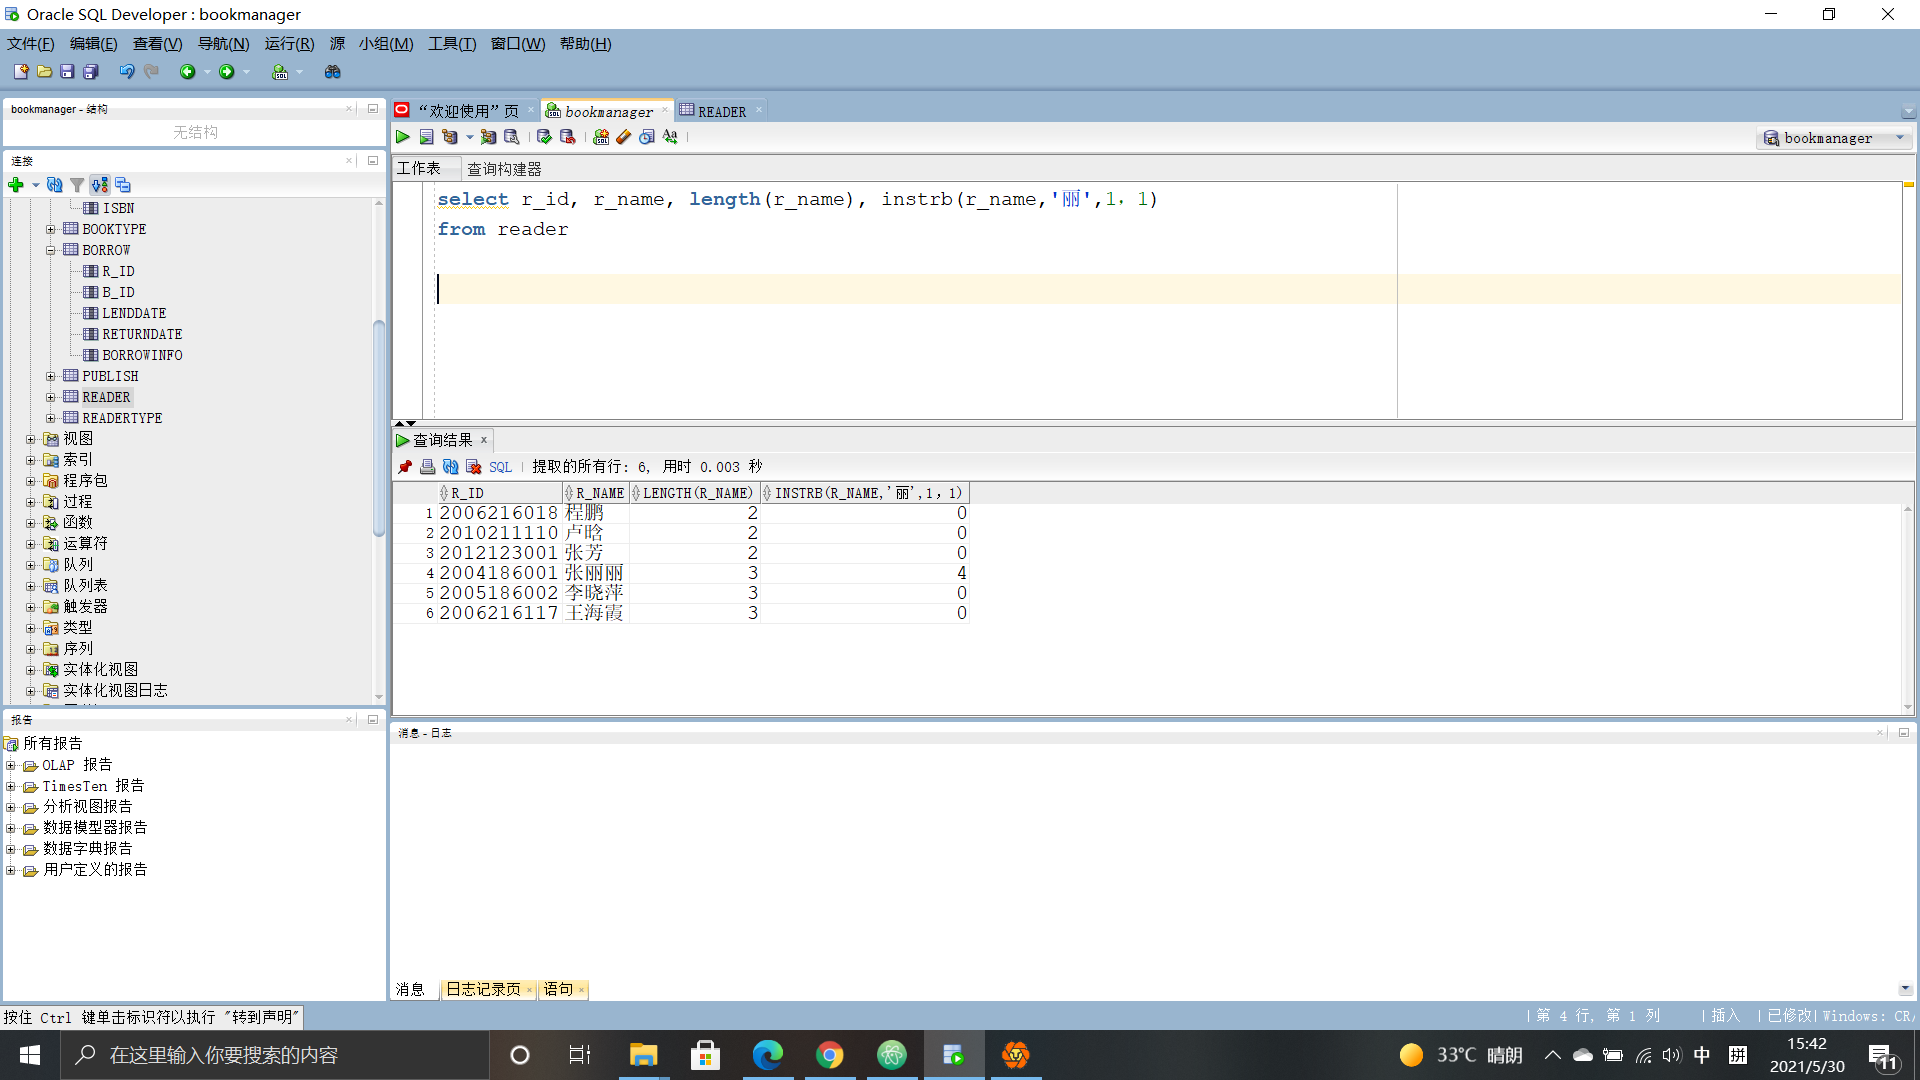 Oracle SQL Developer : bookmanager
文件(F) 编辑(E) 查看(V) 导航(N) 运行(R) 源 小组(M) 工具(T) 窗口(W) 帮助(H)
bookmanager - 结构
无结构
连接
ISBN
BOOKTYPE
BORROW
R_ID
B_ID
LENDDATE
RETURNDATE
BORROWINFO
PUBLISH
READER
READERTYPE
视图
索引
程序包
过程
函数
运算符
队列
队列表
触发器
类型
序列
实体化视图
实体化视图日志
报告
所有报告
OLAP 报告
TimesTen 报告
分析视图报告
数据模型器报告
数据字典报告
用户定义的报告
“欢迎使用”页 bookmanager READER
bookmanager
工作表 查询构建器
select r_id, r_name, length(r_name), instrb(r_name,'丽',1，1)
from reader
查询结果
SQL 提取的所有行: 6, 用时 0.003 秒
R_ID R_NAME LENGTH(R_NAME) INSTRB(R_NAME,'丽',1，1)
1 2006216018 程鹏 2 0
2 2010211110 卢晗 2 0
3 2012123001 张芳 2 0
4 2004186001 张丽丽 3 4
5 2005186002 李晓萍 3 0
6 2006216117 王海霞 3 0
消息 - 日志
消息 日志记录页 语句
按住 Ctrl 键单击标识符以执行 "转到声明"
第 4 行, 第 1 列 插入 已修改 Windows: CR/
在这里输入你要搜索的内容
33°C 晴朗
中 拼
15:42
2021/5/30
11